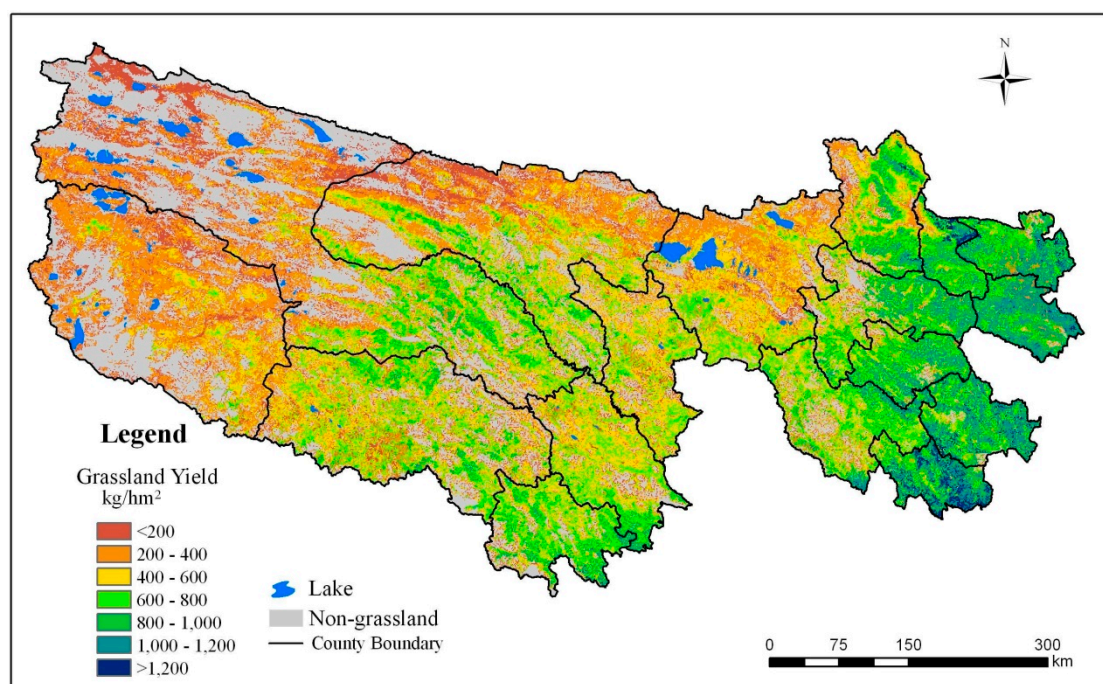 N
Legend
Grassland Yield
kg/hm²
<200
200 - 400
400 - 600
600 - 800
800 - 1,000
1,000 - 1,200
>1,200
Lake
Non-grassland
County Boundary
0 75 150 300
km